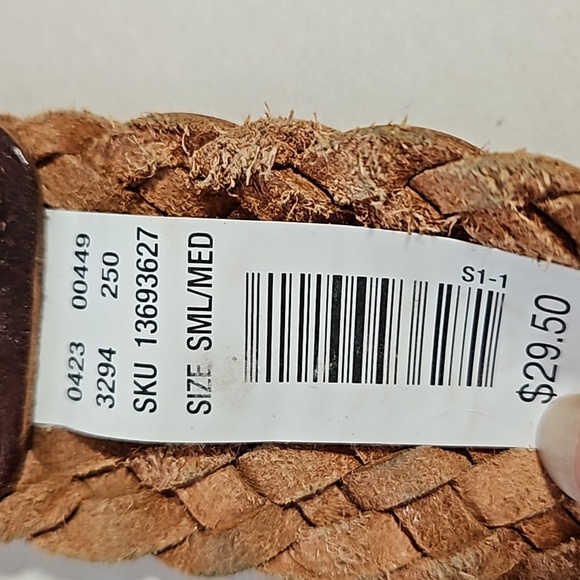 0423 00449
3294 250
SKU 13693627
SIZE SML/MED
S1-1
$29.50